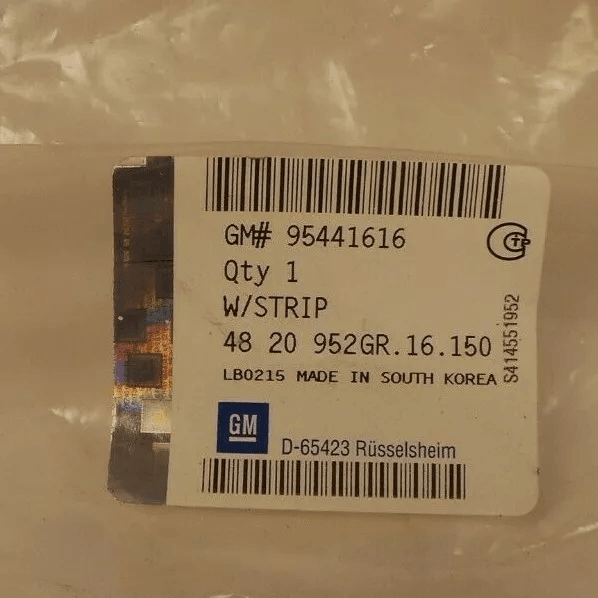 GM# 95441616
Qty 1
W/STRIP
48 20 952GR.16.150
LB0215 MADE IN SOUTH KOREA
S414551952
GM
D-65423 Rüsselsheim